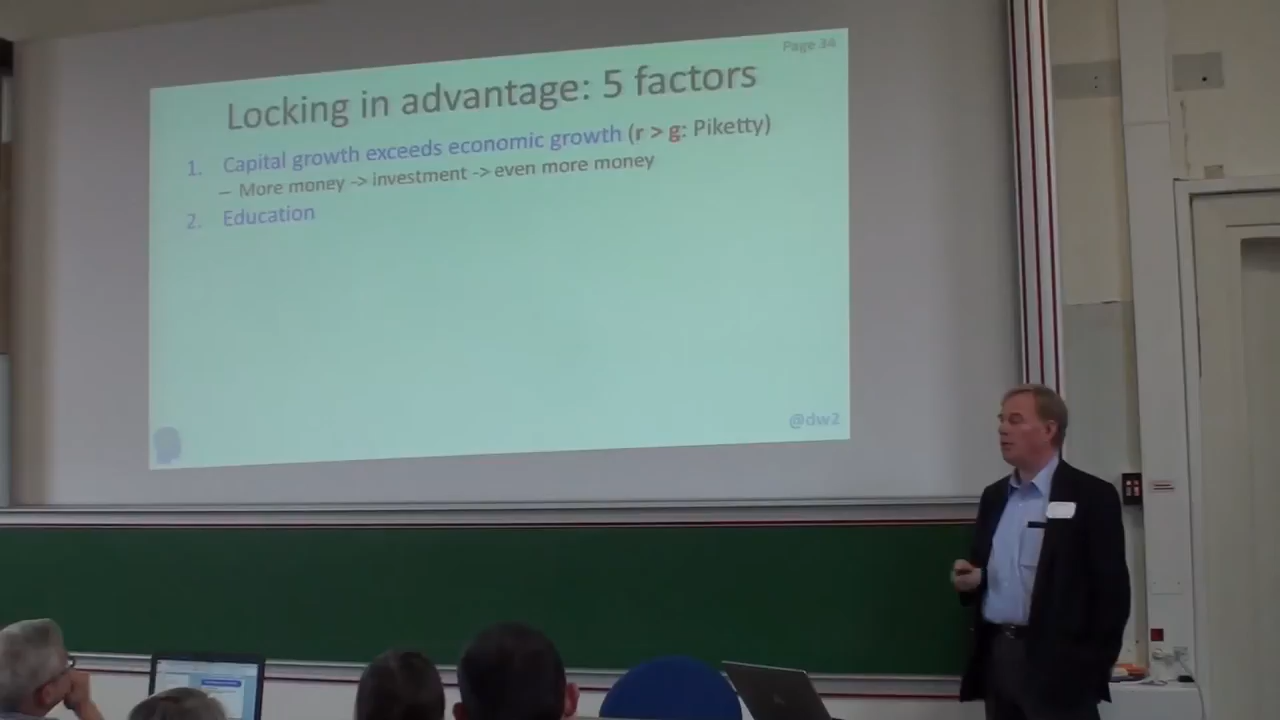 Page 34
Locking in advantage: 5 factors
1. Capital growth exceeds economic growth (r > g: Piketty)
– More money -> investment -> even more money
2. Education
@dw2